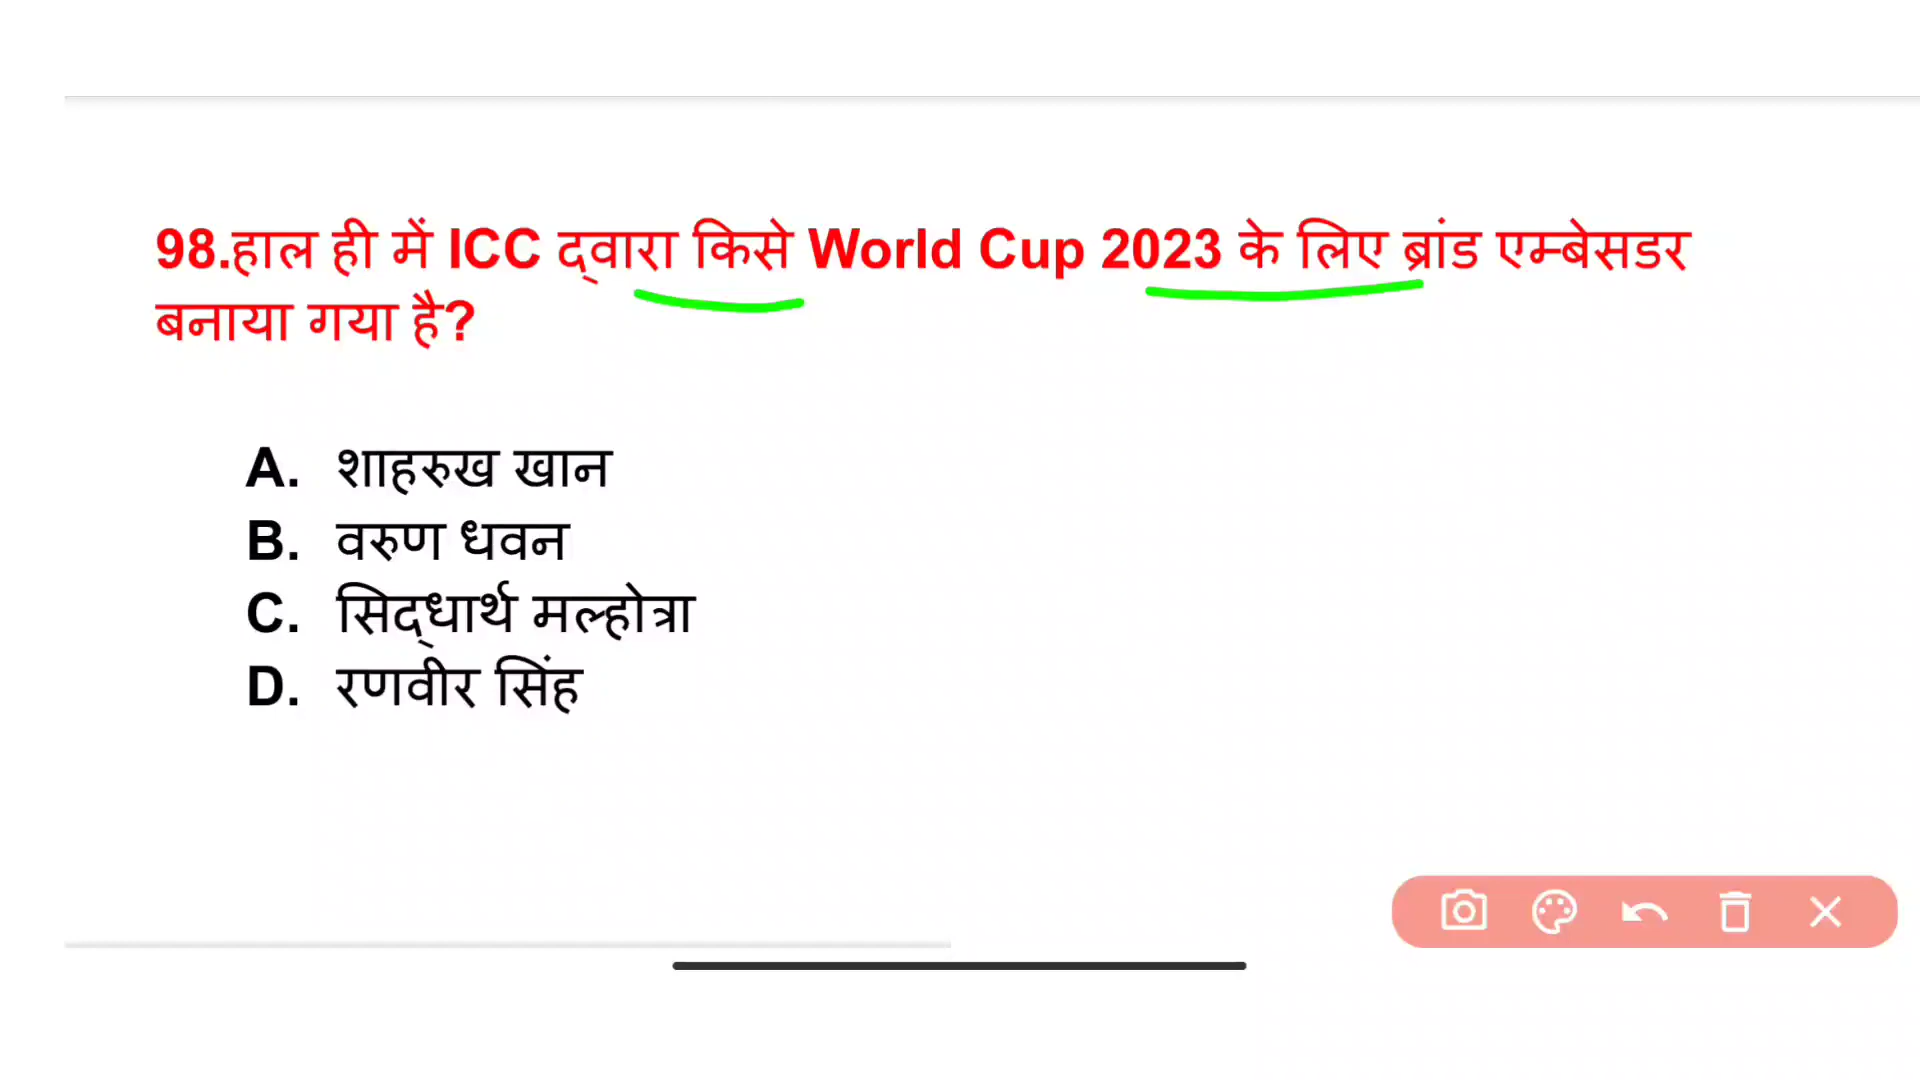 98.हाल ही में ICC द्वारा किसे World Cup 2023 के लिए ब्रांड एम्बेसडर
बनाया गया है?
A. शाहरुख खान
B. वरुण धवन
C. सिद्धार्थ मल्होत्रा
D. रणवीर सिंह